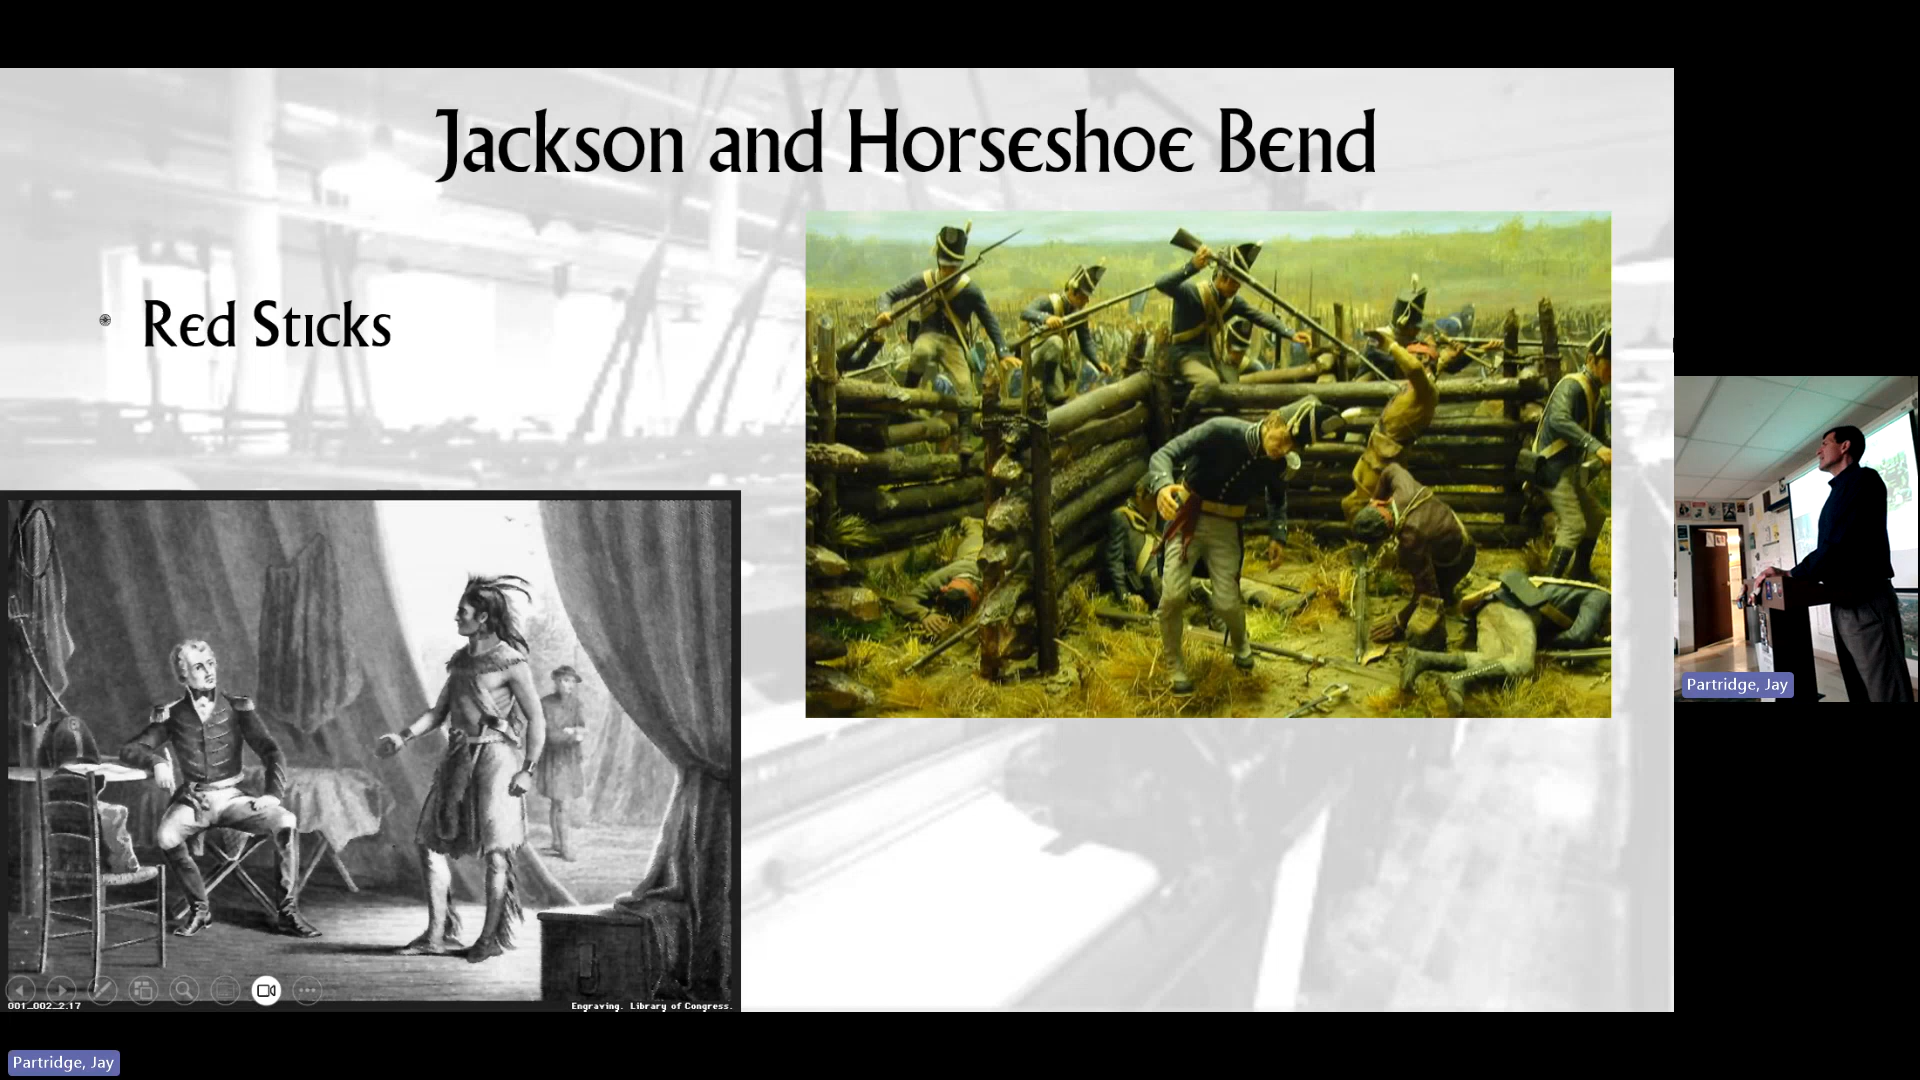 Jackson and Horseshoe Bend
Red Sticks
001_002_2.17
Engraving. Library of Congress.
Partridge, Jay
Partridge, Jay